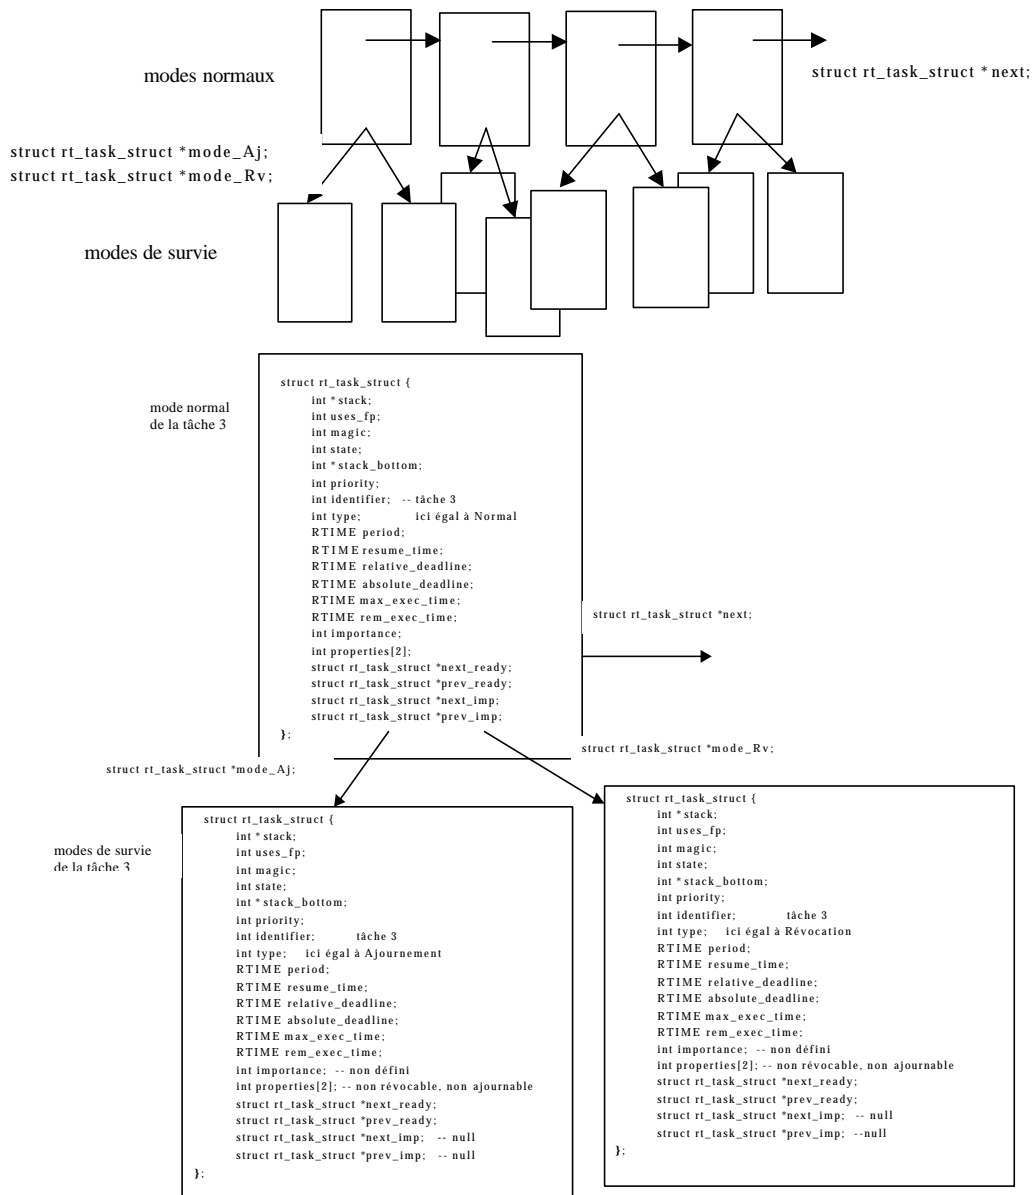 modes normaux
struct rt_task_struct * next;
struct rt_task_struct *mode_Aj;
struct rt_task_struct *mode_Rv;
modes de survie
mode normal
de la tâche 3
struct rt_task_struct {
int * stack;
int uses_fp;
int magic;
int state;
int * stack_bottom;
int priority;
int identifier; -- tâche 3
int type; ici égal à Normal
RTIME period;
RTIME resume_time;
RTIME relative_deadline;
RTIME absolute_deadline;
RTIME max_exec_time;
RTIME rem_exec_time;
int importance;
int properties[2];
struct rt_task_struct *next_ready;
struct rt_task_struct *prev_ready;
struct rt_task_struct *next_imp;
struct rt_task_struct *prev_imp;
};
struct rt_task_struct *next;
struct rt_task_struct *mode_Rv;
struct rt_task_struct *mode_Aj;
modes de survie
de la tâche 3
struct rt_task_struct {
int * stack;
int uses_fp;
int magic;
int state;
int * stack_bottom;
int priority;
int identifier; tâche 3
int type; ici égal à Ajournement
RTIME period;
RTIME resume_time;
RTIME relative_deadline;
RTIME absolute_deadline;
RTIME max_exec_time;
RTIME rem_exec_time;
int importance; -- non défini
int properties[2]; -- non révocable, non ajournable
struct rt_task_struct *next_ready;
struct rt_task_struct *prev_ready;
struct rt_task_struct *next_imp; -- null
struct rt_task_struct *prev_imp; -- null
};
struct rt_task_struct {
int * stack;
int uses_fp;
int magic;
int state;
int * stack_bottom;
int priority;
int identifier; tâche 3
int type; ici égal à Révocation
RTIME period;
RTIME resume_time;
RTIME relative_deadline;
RTIME absolute_deadline;
RTIME max_exec_time;
RTIME rem_exec_time;
int importance; -- non défini
int properties[2]; -- non révocable, non ajournable
struct rt_task_struct *next_ready;
struct rt_task_struct *prev_ready;
struct rt_task_struct *next_imp; -- null
struct rt_task_struct *prev_imp; --null
};